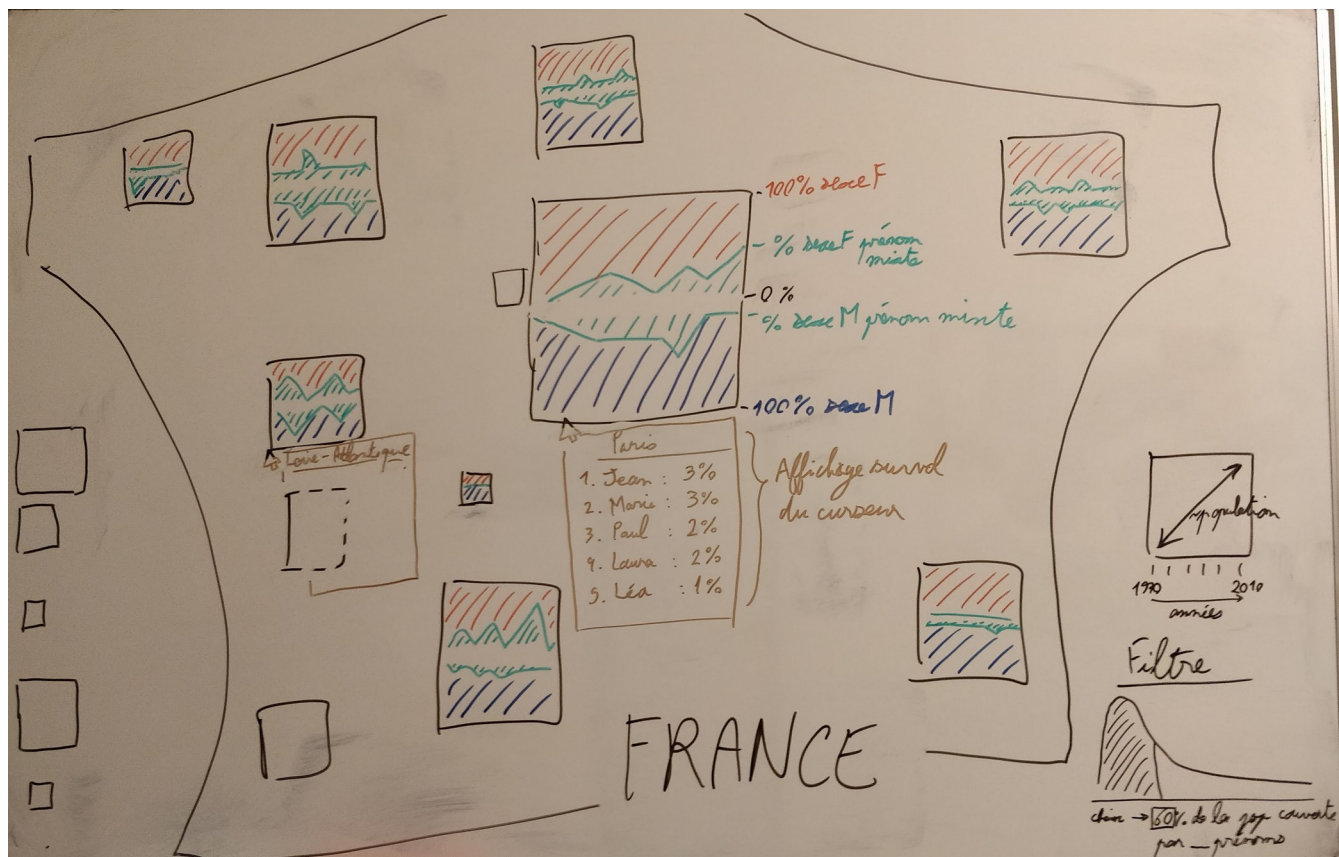 100% sexe F
% sexe F prénom
mixte
0%
% sexe M prénom mixte
100% sexe M
Paris
1. Jean : 3%
2. Marie : 3%
3. Paul : 2%
4. Laura : 2%
5. Léa : 1%
Affichage survol
du curseur
Loire-Atlantique
population
1970 2010
années
Filtre
60% de la pop couverte
par _ prénoms
FRANCE